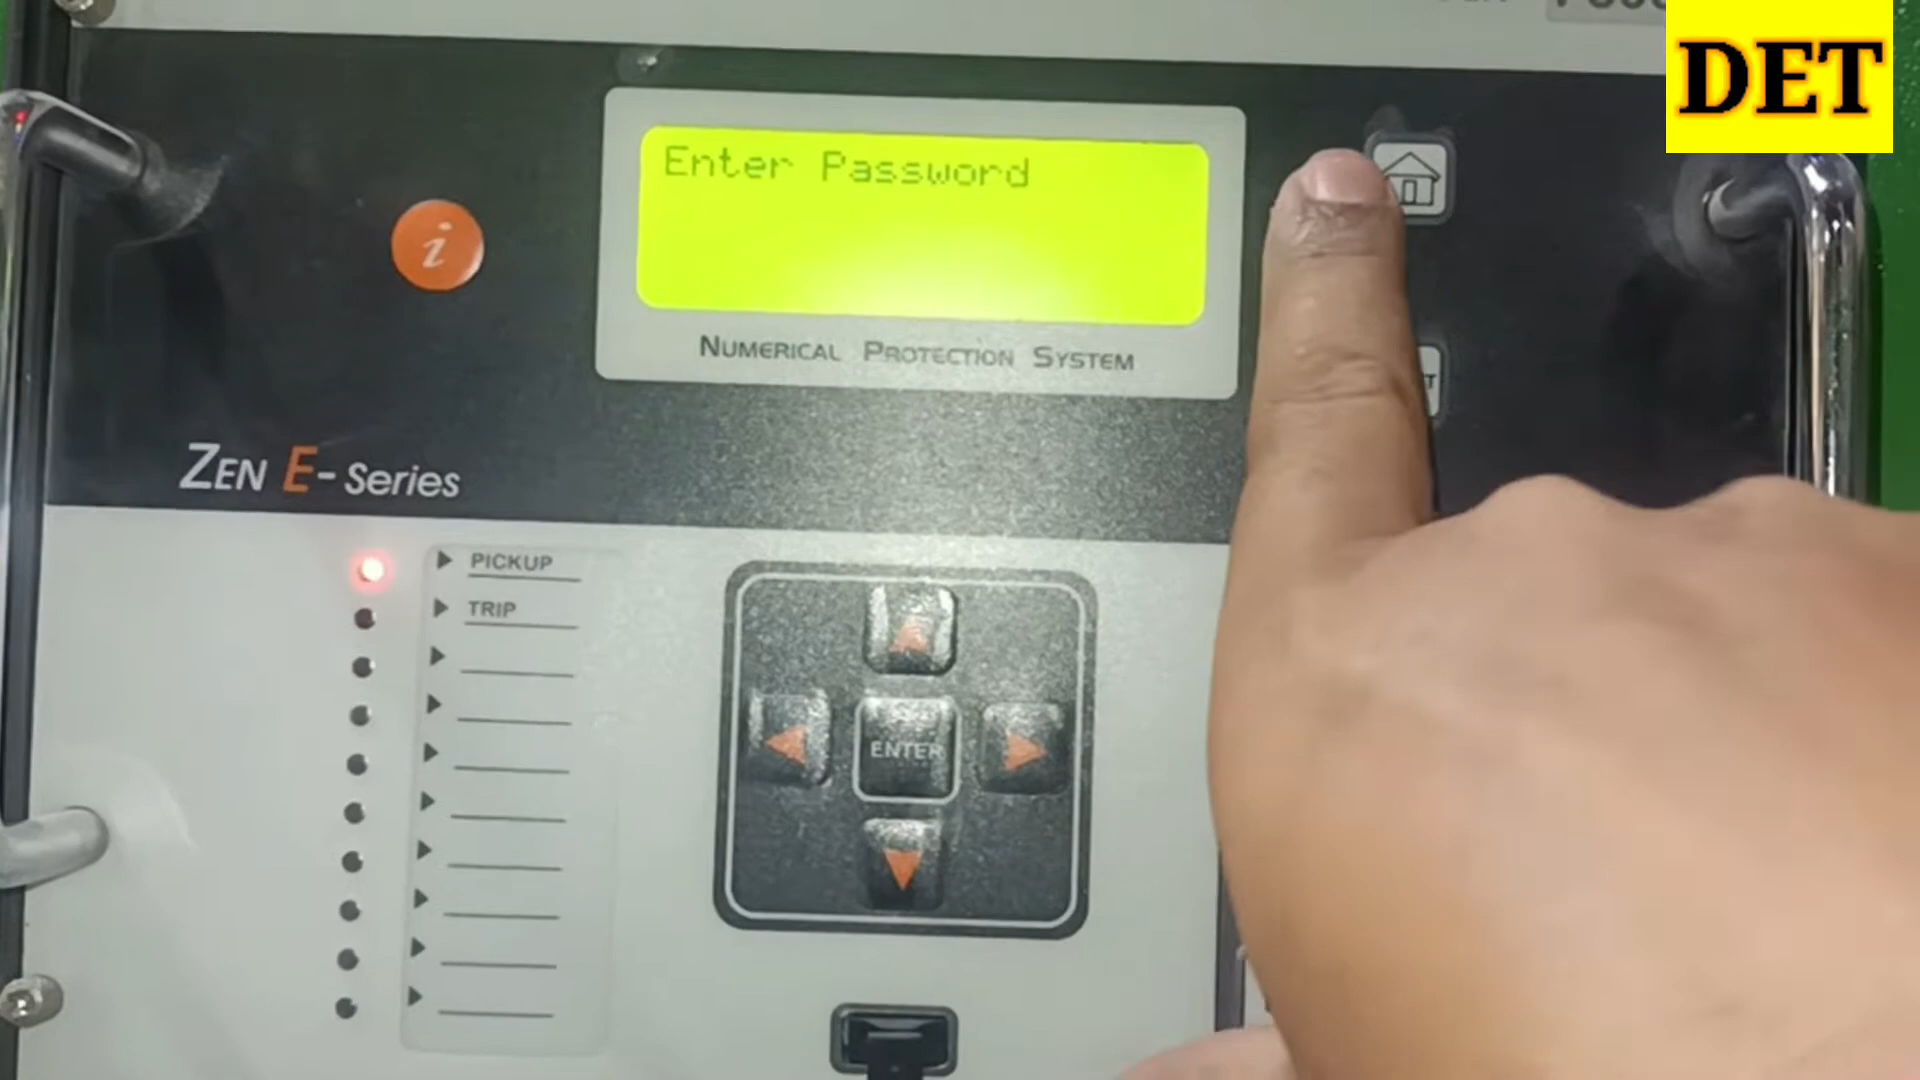 DET
Enter Password
i
NUMERICAL PROTECTION SYSTEM
ZEN E-Series
PICKUP
TRIP
ENTER